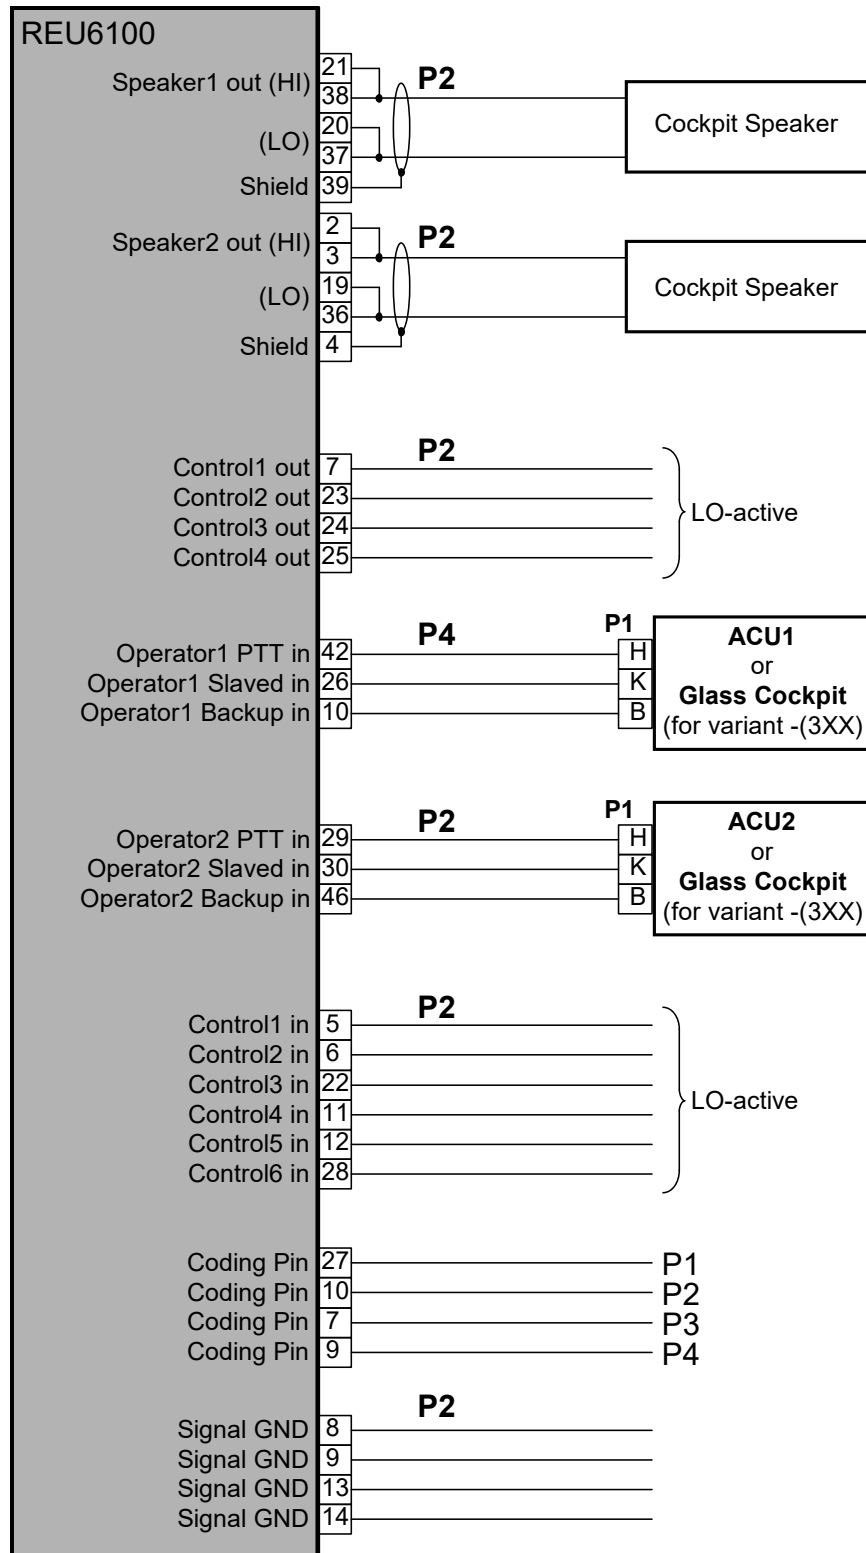 REU6100
Speaker1 out (HI) 21 P2
38
Cockpit Speaker
(LO) 20
37
Shield 39
Speaker2 out (HI) 2 P2
3
Cockpit Speaker
(LO) 19
36
Shield 4
P2
Control1 out 7
Control2 out 23
Control3 out 24
Control4 out 25
LO-active
P4 P1 ACU1
Operator1 PTT in 42 H or
Operator1 Slaved in 26 K Glass Cockpit
Operator1 Backup in 10 B (for variant -(3XX)
P2 P1 ACU2
Operator2 PTT in 29 H or
Operator2 Slaved in 30 K Glass Cockpit
Operator2 Backup in 46 B (for variant -(3XX)
P2
Control1 in 5
Control2 in 6
Control3 in 22
Control4 in 11
Control5 in 12
Control6 in 28
LO-active
Coding Pin 27 P1
Coding Pin 10 P2
Coding Pin 7 P3
Coding Pin 9 P4
P2
Signal GND 8
Signal GND 9
Signal GND 13
Signal GND 14